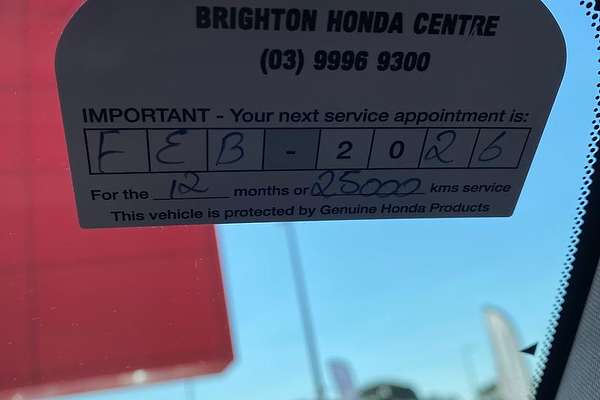 BRIGHTON HONDA CENTRE
(03) 9996 9300
IMPORTANT - Your next service appointment is:
FEB - 2026
For the 12 months or 25000 kms service
This vehicle is protected by Genuine Honda Products